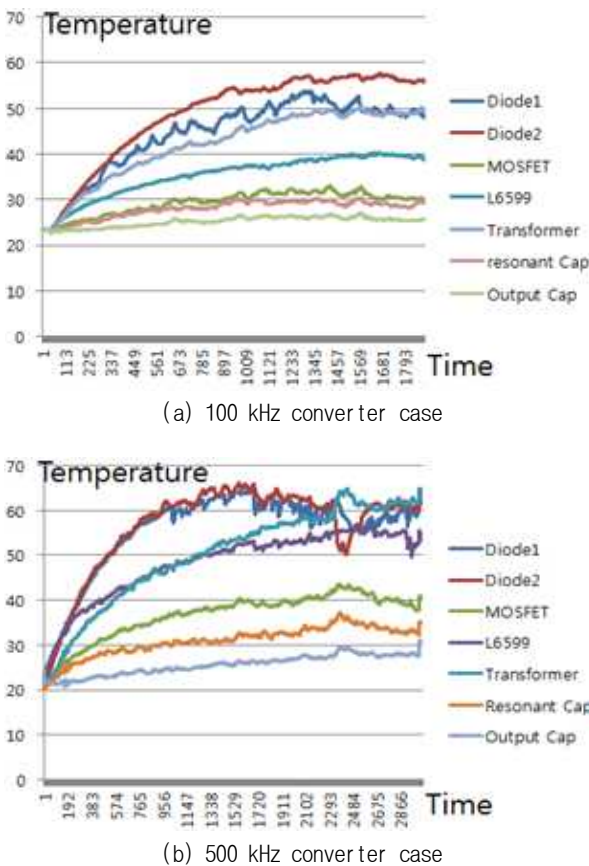 Temperature
70
60
50
40
30
20
10
0
1 113 225 337 449 561 673 785 897 1009 1121 1233 1345 1457 1569 1681 1793
Time
Diode1
Diode2
MOSFET
L6599
Transformer
resonant Cap
Output Cap
(a) 100 kHz converter case
Temperature
70
60
50
40
30
20
10
0
1 192 383 574 765 956 1147 1338 1529 1720 1911 2102 2293 2484 2675 2866
Time
Diode1
Diode2
MOSFET
L6599
Transformer
Resonant Cap
Output Cap
(b) 500 kHz converter case